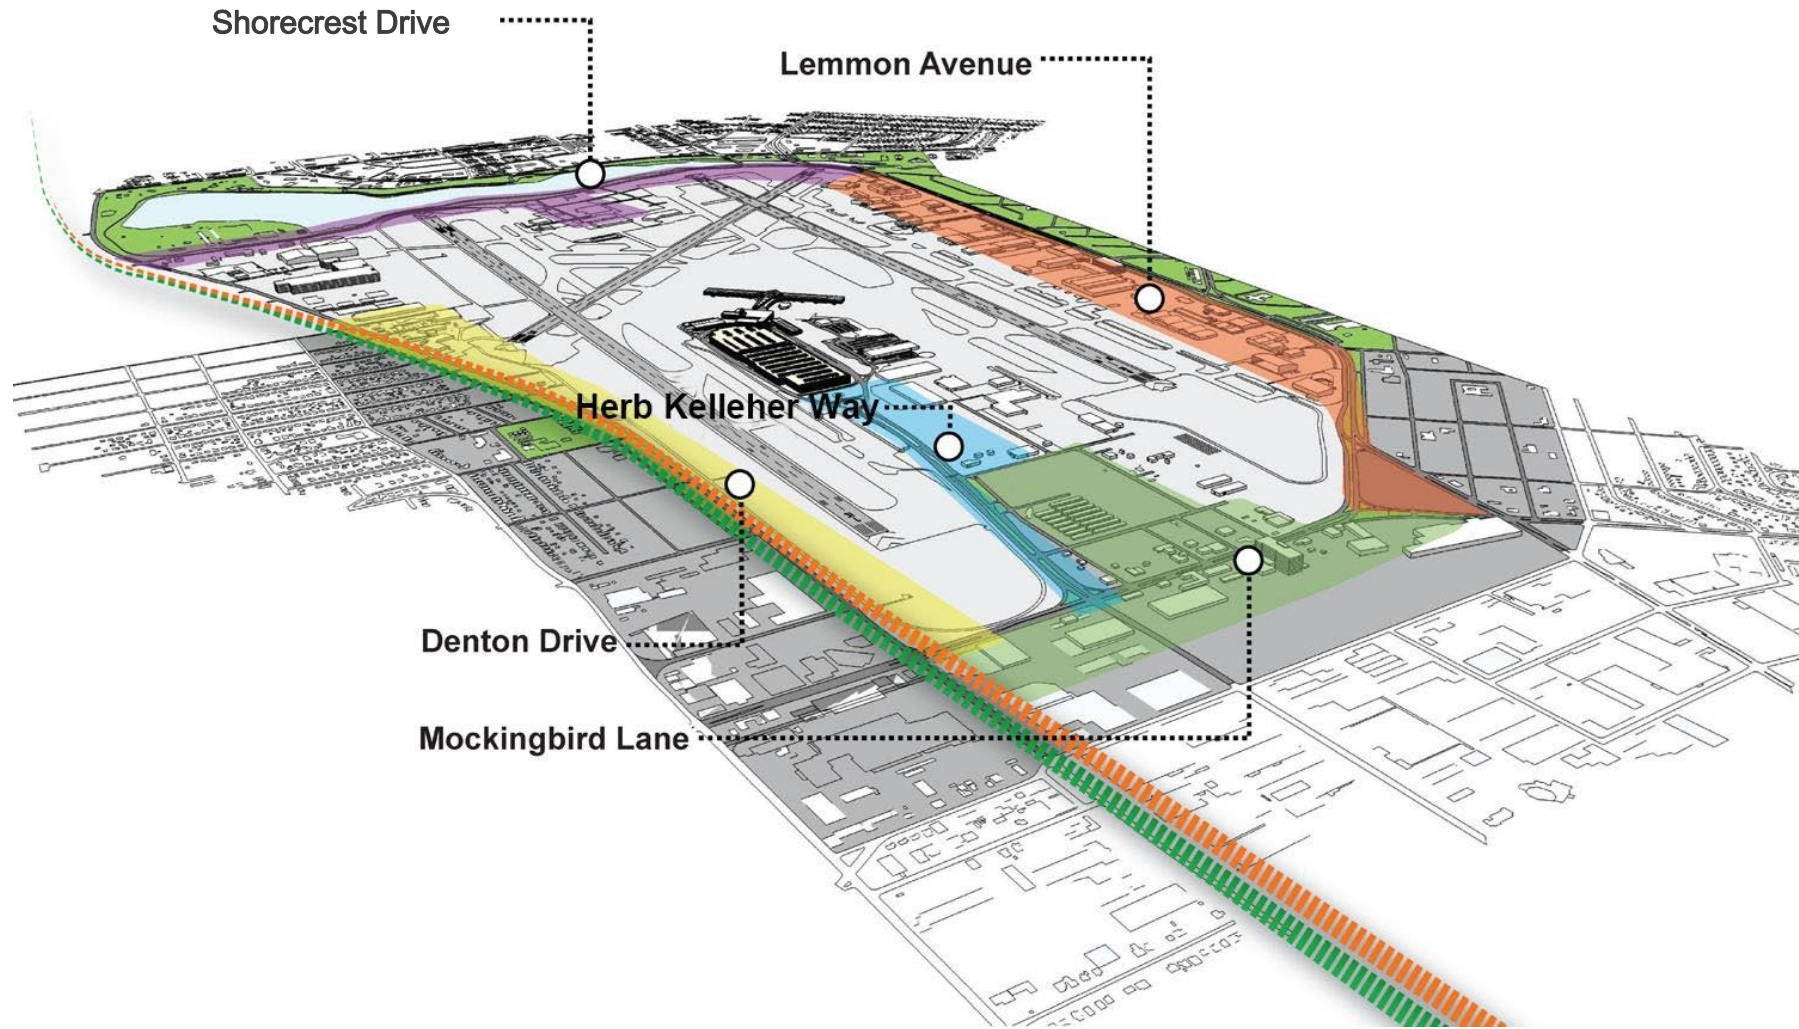 Shorecrest Drive
Lemmon Avenue
Herb Kelleher Way
Denton Drive
Mockingbird Lane